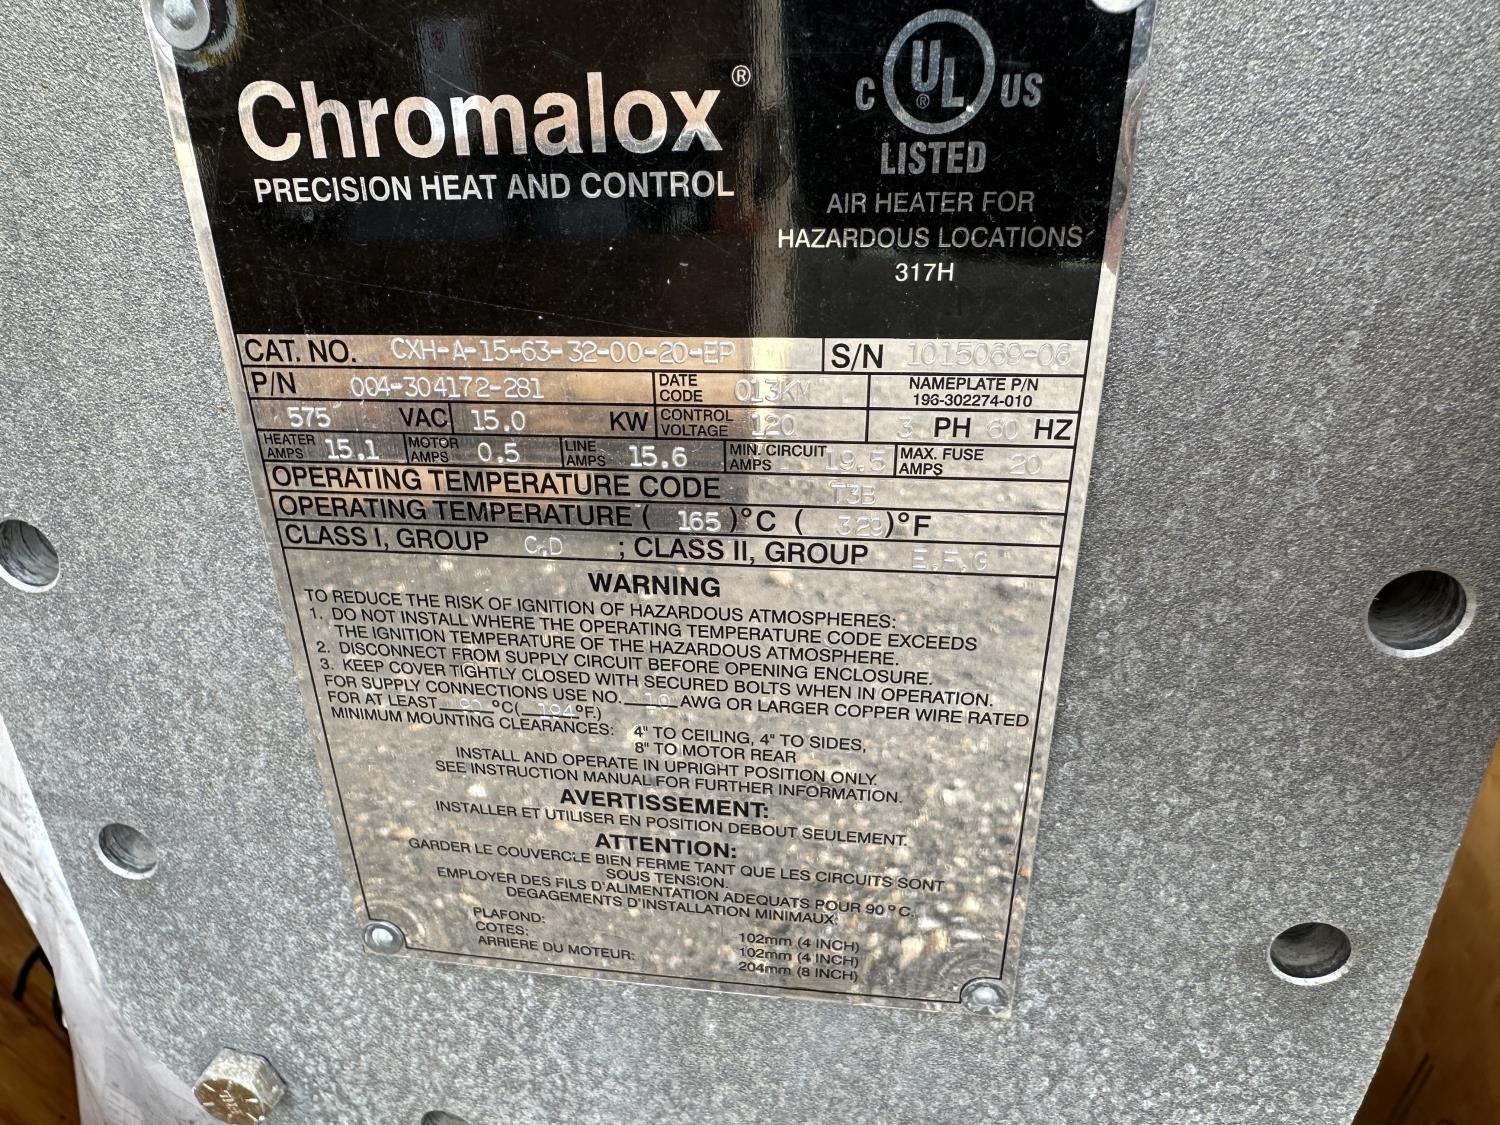 Chromalox®
PRECISION HEAT AND CONTROL
C UL® US
LISTED
AIR HEATER FOR
HAZARDOUS LOCATIONS
317H
CAT. NO. CXH-A-15-63-32-00-20-EP S/N 1015069-06
P/N 004-304172-281 DATE CODE 013KM NAMEPLATE P/N 196-302274-010
575 VAC 15.0 KW CONTROL VOLTAGE 120 3 PH 60 HZ
HEATER AMPS 15.1 MOTOR AMPS 0.5 LINE AMPS 15.6 MIN. CIRCUIT AMPS 19.5 MAX. FUSE AMPS 20
OPERATING TEMPERATURE CODE T3B
OPERATING TEMPERATURE ( 165 )°C ( 329 )°F
CLASS I, GROUP C,D ; CLASS II, GROUP E,F,G
WARNING
TO REDUCE THE RISK OF IGNITION OF HAZARDOUS ATMOSPHERES:
1. DO NOT INSTALL WHERE THE OPERATING TEMPERATURE CODE EXCEEDS
THE IGNITION TEMPERATURE OF THE HAZARDOUS ATMOSPHERE.
2. DISCONNECT FROM SUPPLY CIRCUIT BEFORE OPENING ENCLOSURE.
3. KEEP COVER TIGHTLY CLOSED WITH SECURED BOLTS WHEN IN OPERATION.
FOR SUPPLY CONNECTIONS USE NO. 10 AWG OR LARGER COPPER WIRE RATED
FOR AT LEAST 90 °C( 194 °F.)
MINIMUM MOUNTING CLEARANCES: 4" TO CEILING, 4" TO SIDES,
8" TO MOTOR REAR
INSTALL AND OPERATE IN UPRIGHT POSITION ONLY.
SEE INSTRUCTION MANUAL FOR FURTHER INFORMATION.
AVERTISSEMENT:
INSTALLER ET UTILISER EN POSITION DEBOUT SEULEMENT.
ATTENTION:
GARDER LE COUVERCLE BIEN FERME TANT QUE LES CIRCUITS SONT
SOUS TENSION.
EMPLOYER DES FILS D'ALIMENTATION ADEQUATS POUR 90 °C.
DEGAGEMENTS D'INSTALLATION MINIMAUX:
PLAFOND: 102mm (4 INCH)
COTES: 102mm (4 INCH)
ARRIERE DU MOTEUR: 204mm (8 INCH)